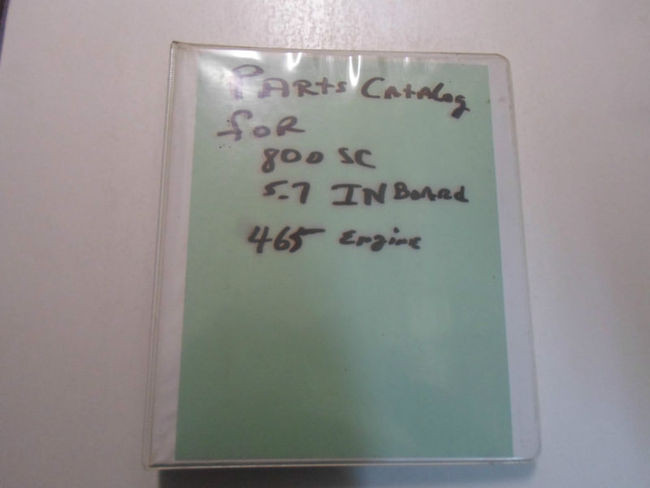 PARts CAtAlog
foR
800 SC
5.7 INBoard
465 Engine